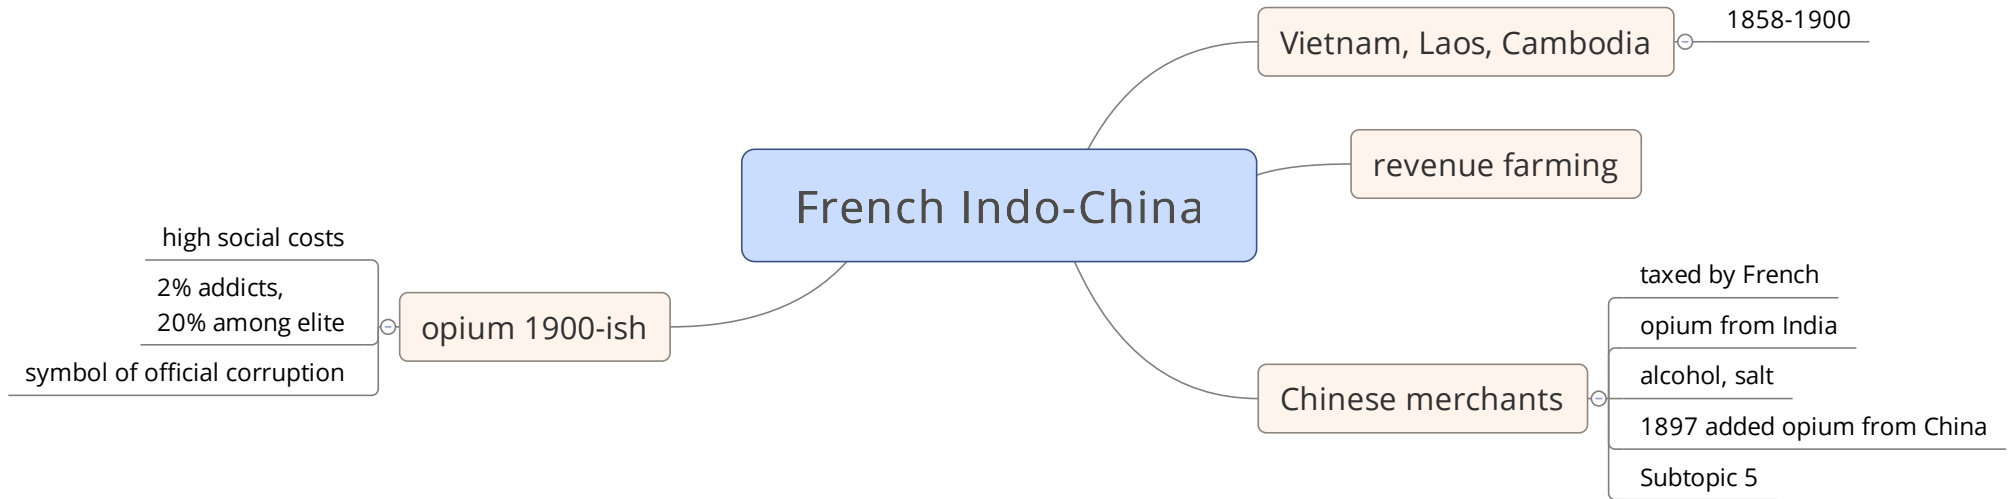 French Indo-China
Vietnam, Laos, Cambodia
1858-1900
revenue farming
Chinese merchants
taxed by French
opium from India
alcohol, salt
1897 added opium from China
Subtopic 5
opium 1900-ish
high social costs
2% addicts,
20% among elite
symbol of official corruption